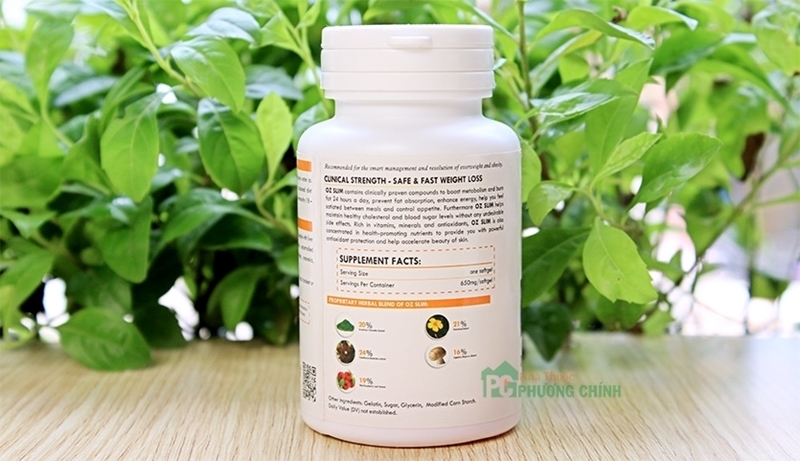 Recommended for the smart management and resolution of overweight and obesity.
CLINICAL STRENGTH - SAFE & FAST WEIGHT LOSS
OZ SLIM contains clinically proven compounds to boost metabolism and burn
fat 24 hours a day, prevent fat absorption, enhance energy, help you feel
satiated between meals and control appetite. Furthermore OZ SLIM helps
maintain healthy cholesterol and blood sugar levels without any undesirable
side effects. Rich in vitamins, minerals and antioxidants, OZ SLIM is also
concentrated in health-promoting nutrients to provide you with powerful
antioxidant protection and help accelerate beauty of skin.
SUPPLEMENT FACTS:
Serving Size one softgel
Servings Per Container 650mg/softgel
PROPRIETARY HERBAL BLEND OF OZ SLIM:
20% 21%
24% 16%
19%
Other Ingredients: Gelatin, Sugar, Glycerin, Modified Corn Starch.
Daily Value (DV) not established.
PC
PHƯƠNG CHÍNH